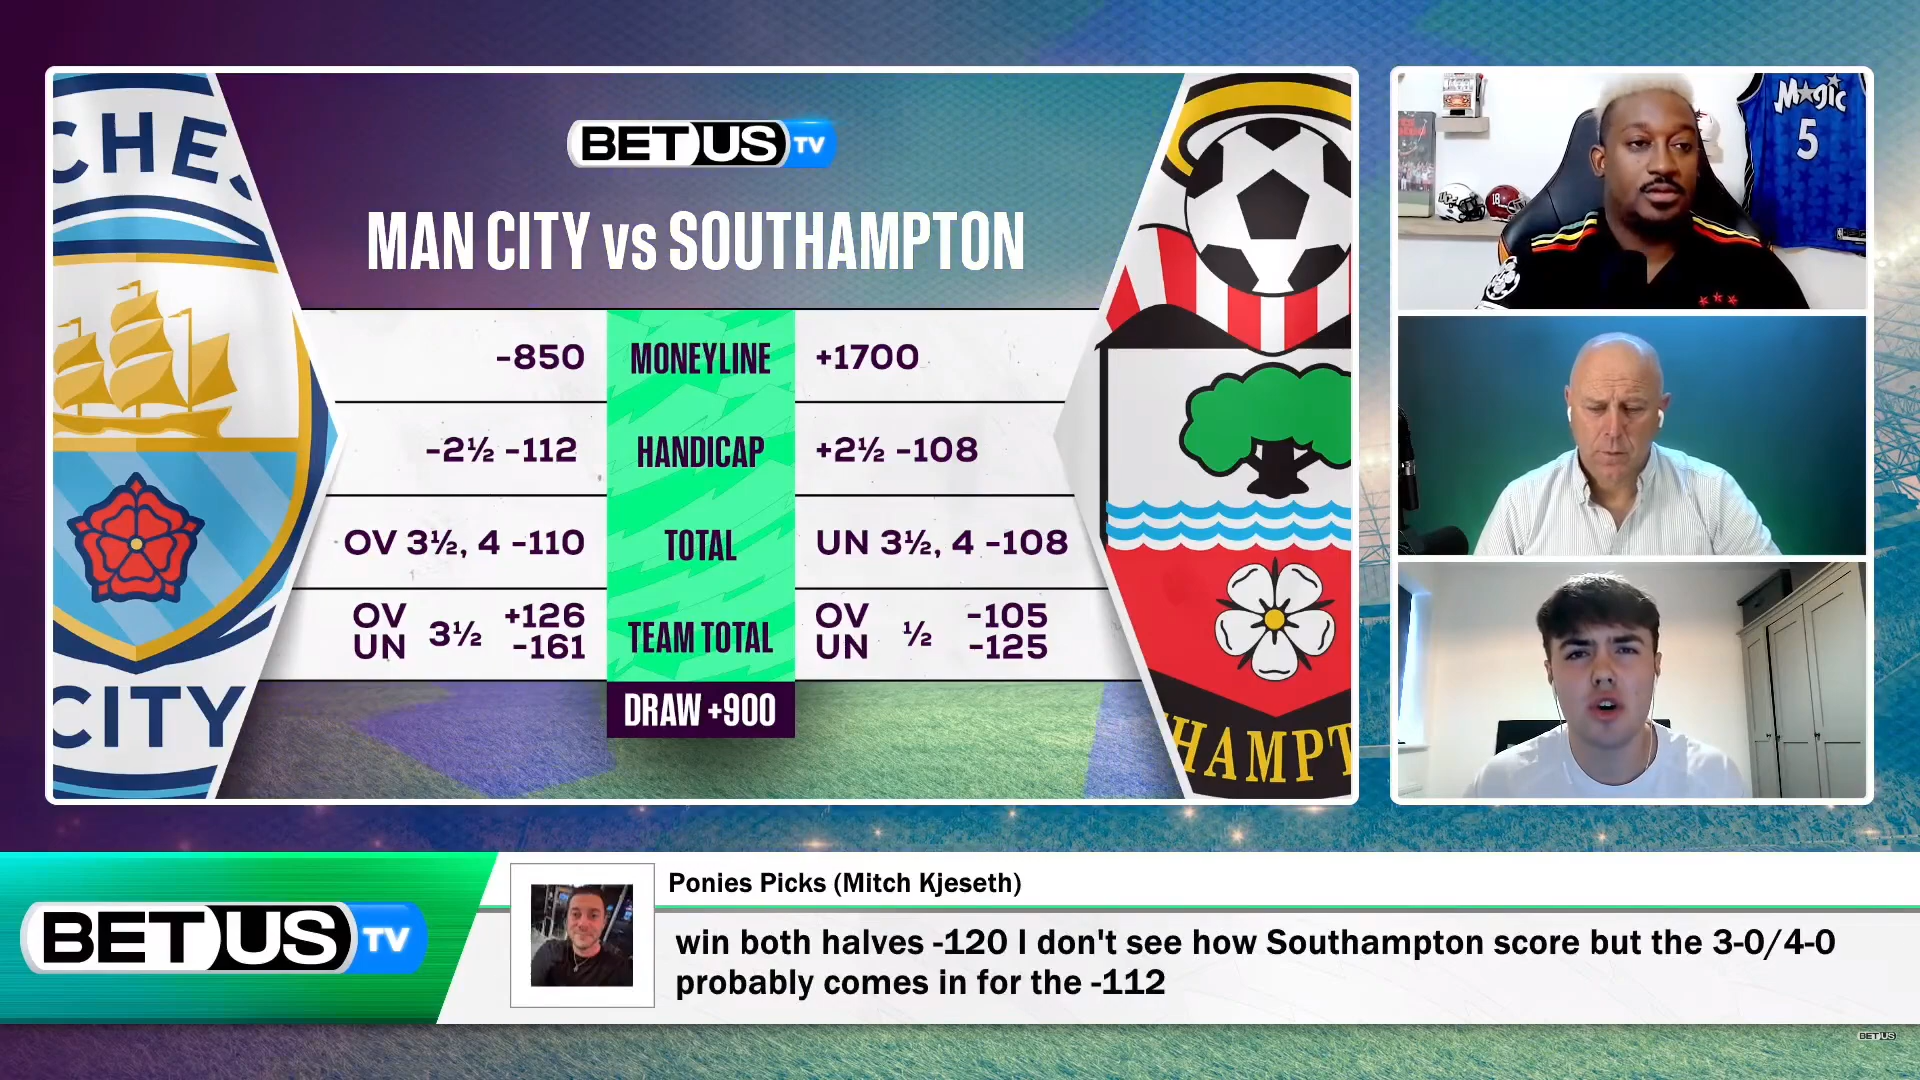 CHES
CITY
BETUS TV
MAN CITY vs SOUTHAMPTON
-850 MONEYLINE +1700
-2½ -112 HANDICAP +2½ -108
OV 3½, 4 -110 TOTAL UN 3½, 4 -108
OV UN 3½ +126 -161 TEAM TOTAL OV UN ½ -105 -125
DRAW +900
HAMPT
Magic
5
18
BETUS TV
Ponies Picks (Mitch Kjeseth)
win both halves -120 I don't see how Southampton score but the 3-0/4-0
probably comes in for the -112
BETUS